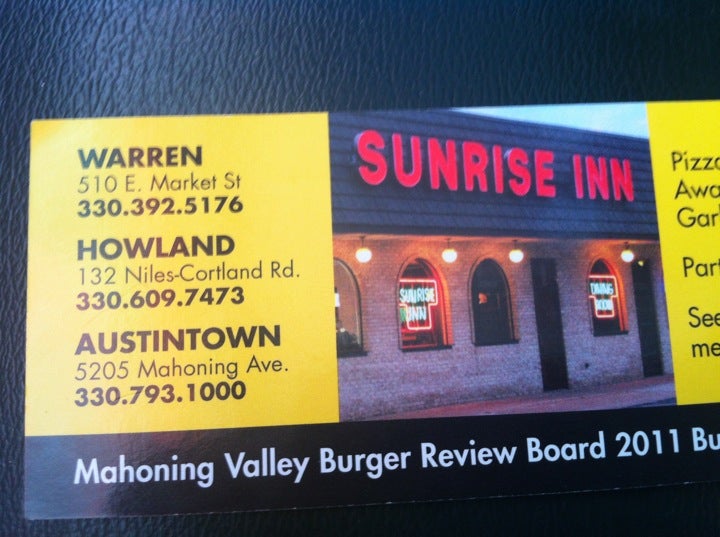 WARREN
510 E. Market St
330.392.5176
HOWLAND
132 Niles-Cortland Rd.
330.609.7473
AUSTINTOWN
5205 Mahoning Ave.
330.793.1000
SUNRISE INN
SUNRISE
INN
DINING
ROOM
Mahoning Valley Burger Review Board 2011